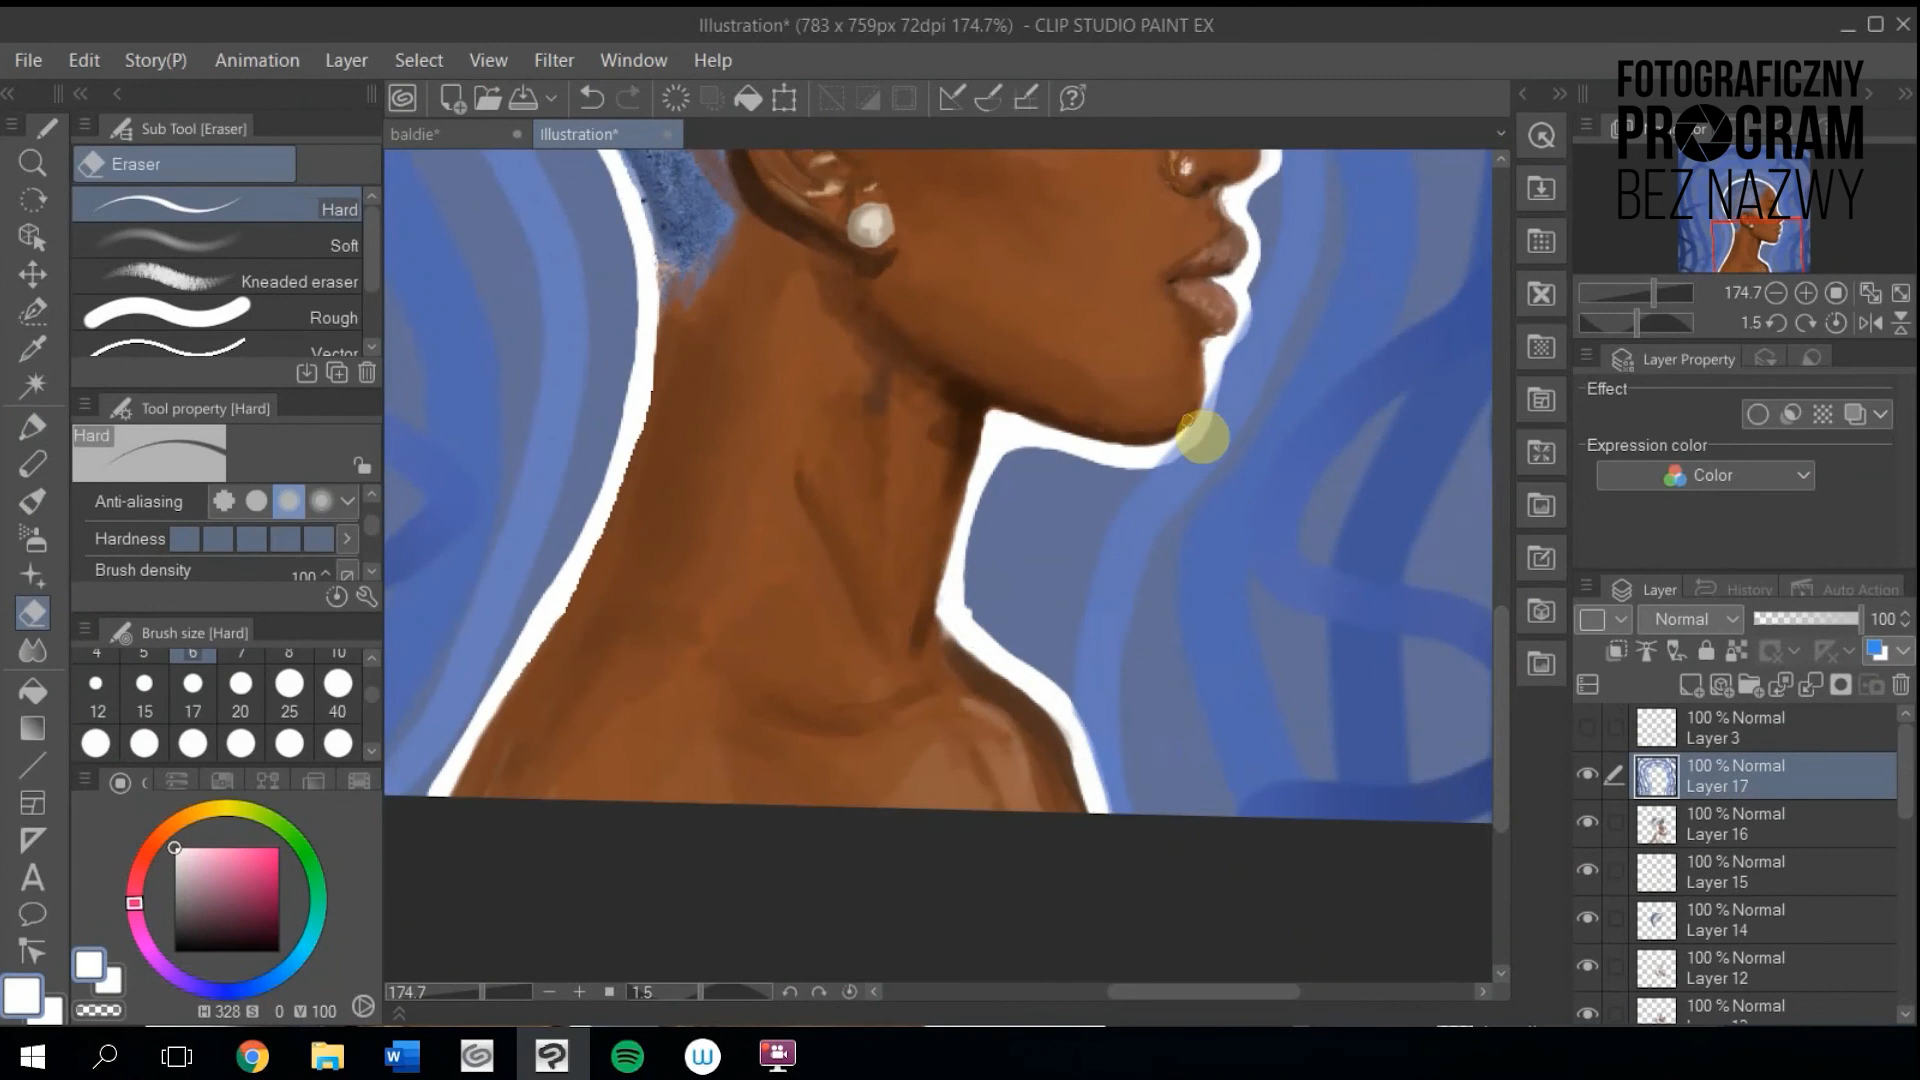 Illustration* (783 x 759px 72dpi 174.7%) - CLIP STUDIO PAINT EX
File Edit Story(P) Animation Layer Select View Filter Window Help
FOTOGRAFICZNY
PROGRAM
BEZ NAZWY
Sub Tool [Eraser]
baldie*
Illustration*
Eraser
Hard
Soft
Kneaded eraser
Rough
Vector
174.7
1.5
Layer Property
Effect
Expression color
Color
Tool property [Hard]
Hard
Anti-aliasing
Hardness
Brush density
100
Brush size [Hard]
4 5 6 7 8 10
12 15 17 20 25 40
Layer History Auto Action
Normal 100
100 % Normal
Layer 3
100 % Normal
Layer 17
100 % Normal
Layer 16
100 % Normal
Layer 15
100 % Normal
Layer 14
100 % Normal
Layer 12
100 % Normal
174.7 1.5
H 328 S 0 V 100